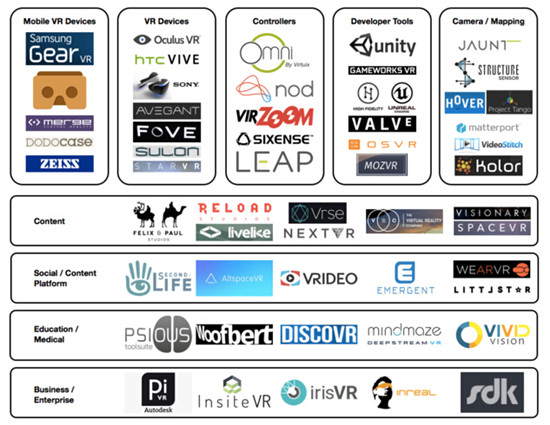 Mobile VR Devices
SAMSUNG
Gear VR
merge
DODOcase
ZEISS
VR Devices
Oculus VR
hTC VIVE
SONY
AVEGANT
FOVE
SULON
STARVR
Controllers
Omni
By Virtuix
nod
VIRZOOM
SIXENSE
LEAP
Developer Tools
unity
GAMEWORKS VR
HIGH FIDELITY
UNREAL
VALVE
OSVR
MOZVR
Camera / Mapping
JAUNT
STRUCTURE
SENSOR
HOVER
Project Tango
matterport
VideoStitch
kolor
Content
FELIX & PAUL
STUDIOS
RELOAD
STUDIOS
livelike
Vrse
NEXTVR
VRC
THE
VIRTUAL REALITY
COMPANY
VISIONARY
SPACEVR
Social / Content
Platform
SECOND
LIFE
AltspaceVR
VRIDEO
EMERGENT
WEARVR
LITTJSTR
Education /
Medical
PSIOUS
toolsuite
Woofbert
DISCOVR
mindmaze
DEEPSTREAM VR
VIVID
vision
Business /
Enterprise
Pi
VR
Autodesk
InsiteVR
irisVR
INREAL
sdk